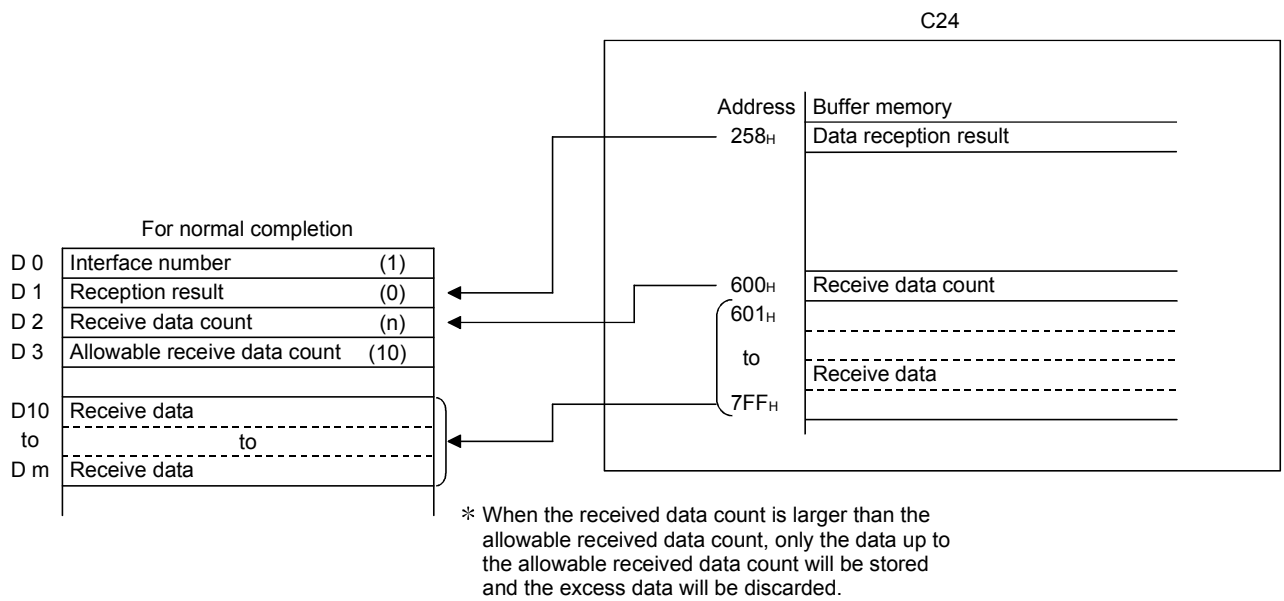 C24
Address Buffer memory
258H Data reception result
For normal completion
D 0 Interface number (1)
D 1 Reception result (0)
600H Receive data count
D 2 Receive data count (n)
601H
D 3 Allowable receive data count (10)
to
Receive data
D10 Receive data
7FFH
to to
D m Receive data
* When the received data count is larger than the
allowable received data count, only the data up to
the allowable received data count will be stored
and the excess data will be discarded.